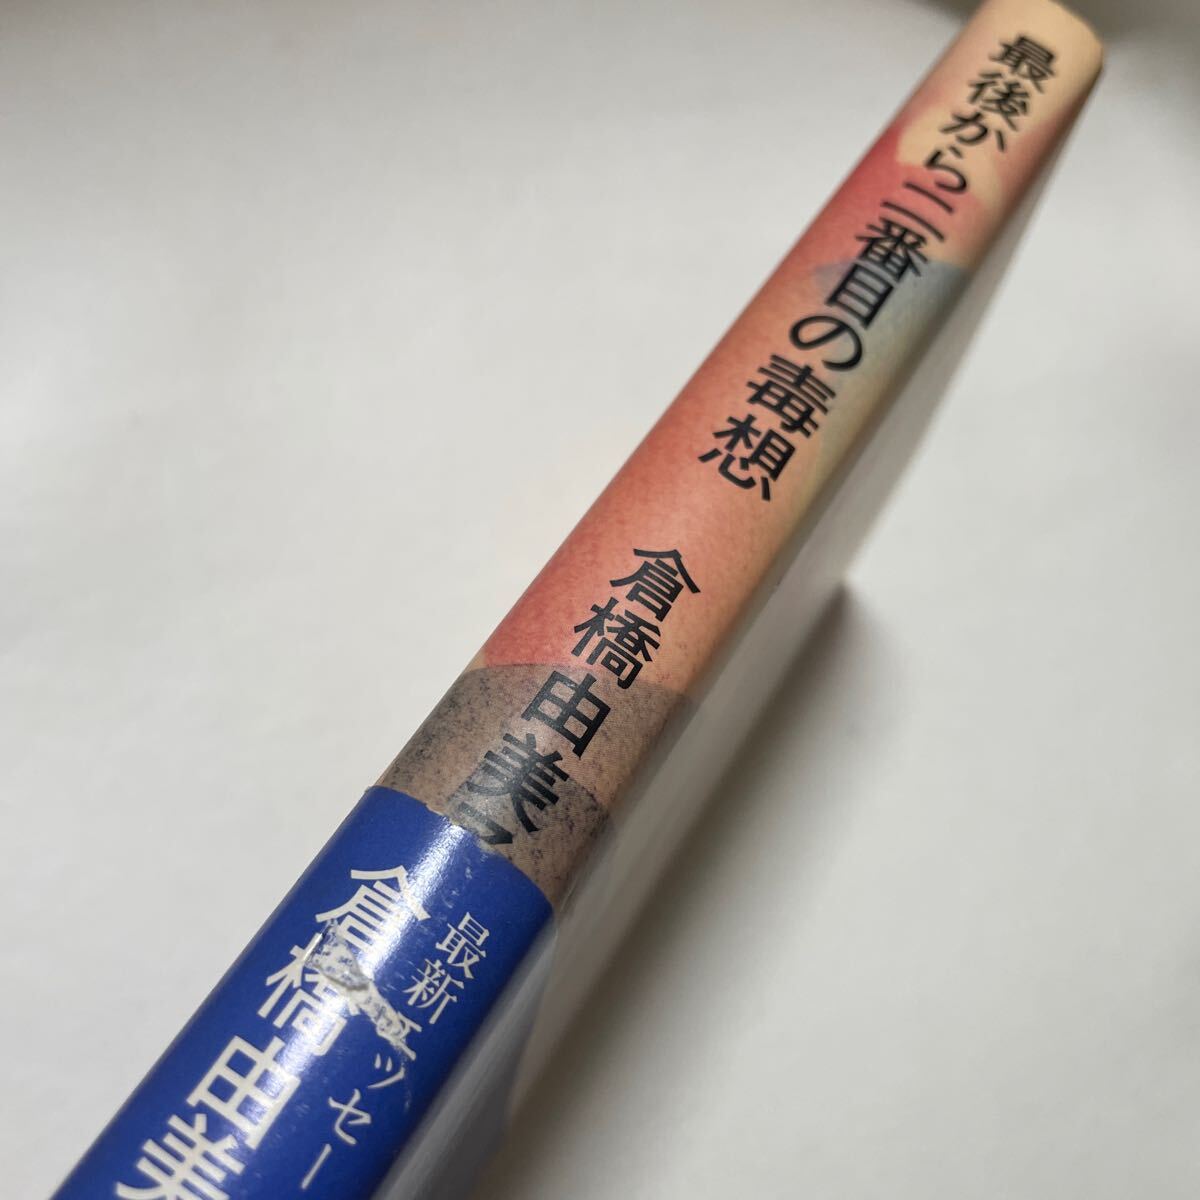 最後から二番目の毒想
倉橋由美
最新エッセー
倉橋由美